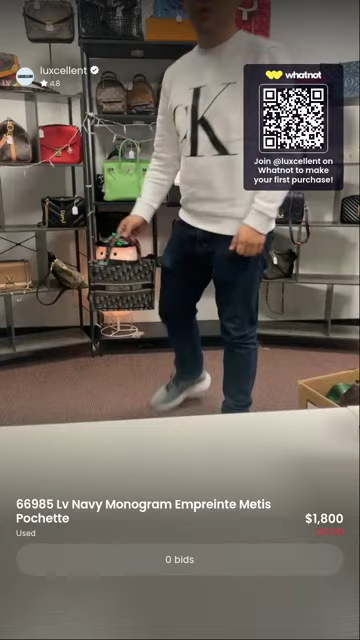 luxcellent
4.8
whatnot
Join @luxcellent on
Whatnot to make
your first purchase!
CK
66985 Lv Navy Monogram Empreinte Metis
Pochette
$1,800
Used
0 bids